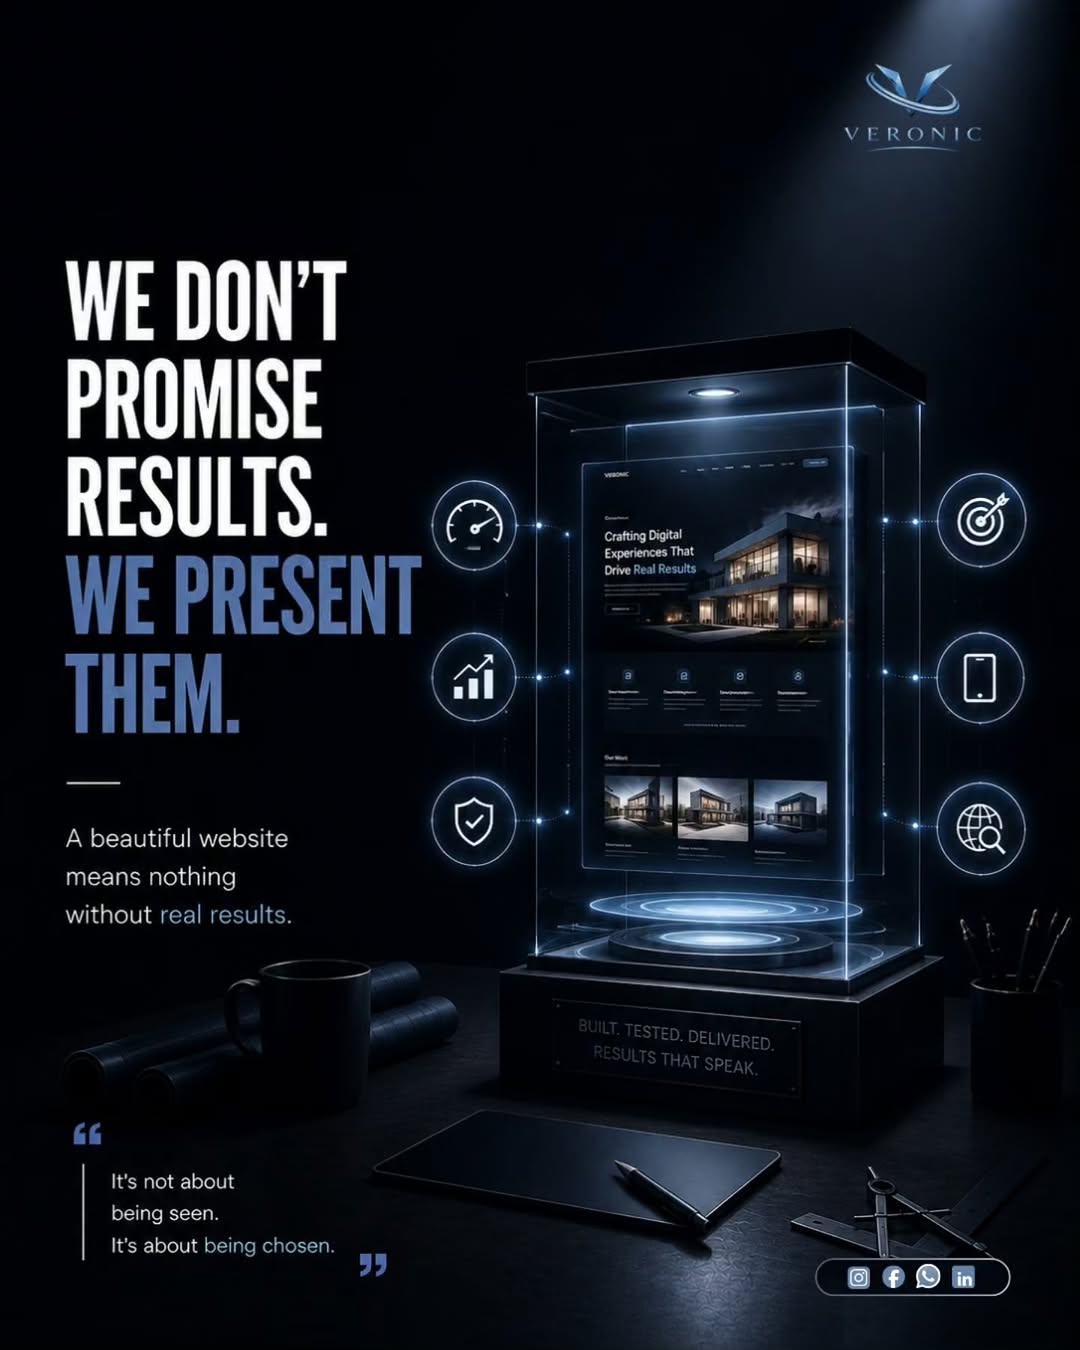 VERONIC
WE DON'T
PROMISE
RESULTS.
WE PRESENT
THEM.
A beautiful website
means nothing
without real results.
VERONIC
Crafting Digital
Experiences That
Drive Real Results
Our Work
BUILT. TESTED. DELIVERED.
RESULTS THAT SPEAK.
“
It's not about
being seen.
It's about being chosen.
”